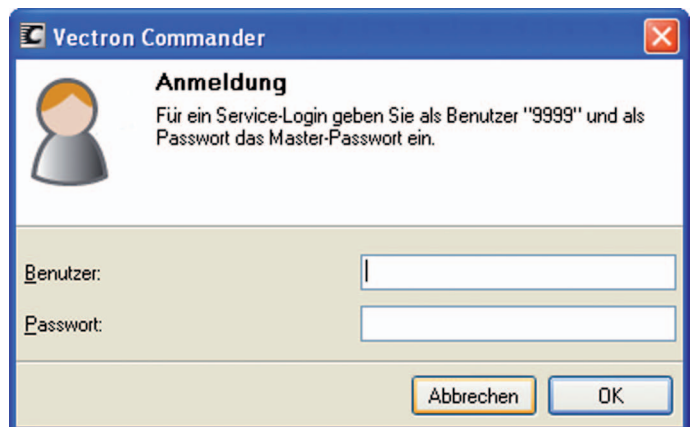 Vectron Commander
Anmeldung
Für ein Service-Login geben Sie als Benutzer "9999" und als
Passwort das Master-Passwort ein.
Benutzer:
Passwort:
Abbrechen OK